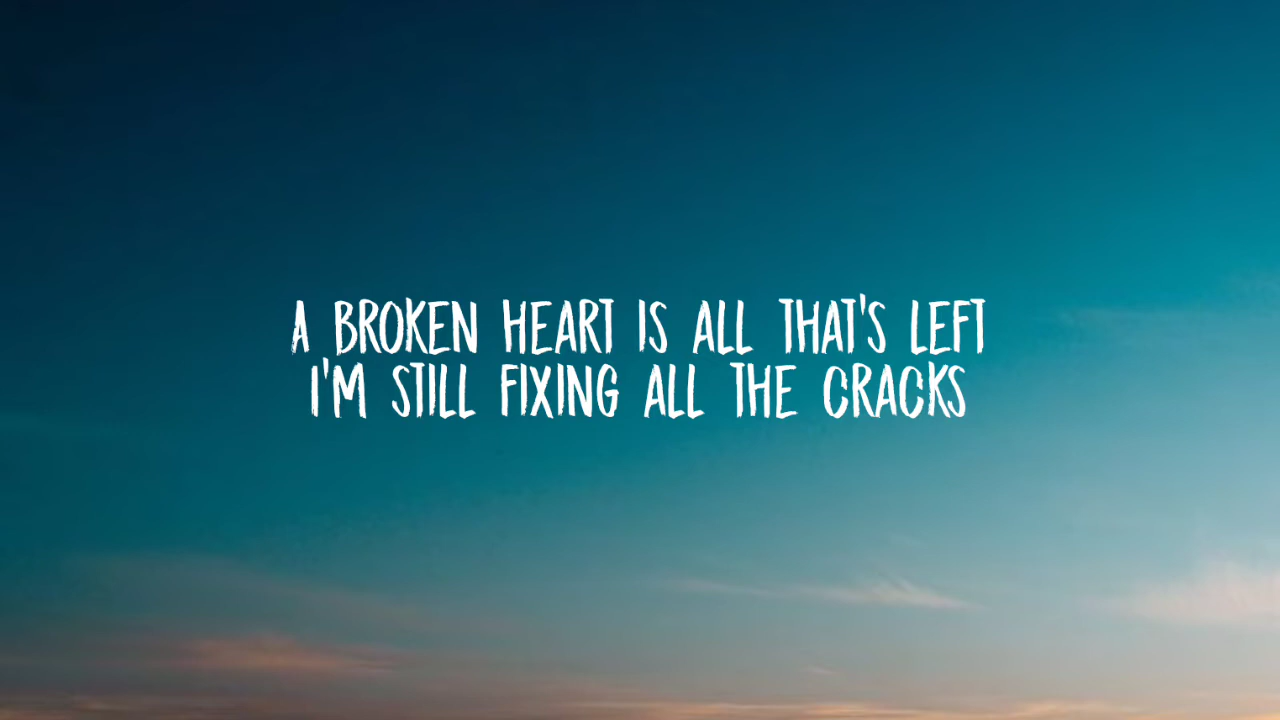 A BROKEN HEART IS ALL THAT'S LEFT
I'M STILL FIXING ALL THE CRACKS